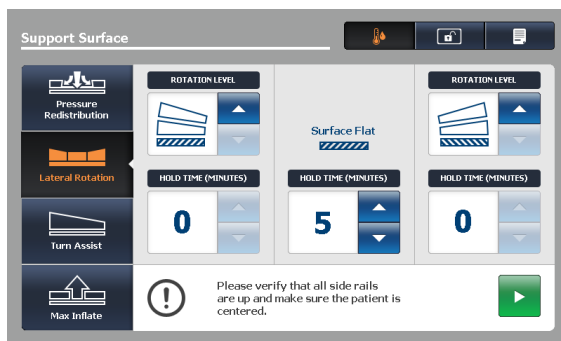 Support Surface
Pressure
Redistribution
Lateral Rotation
Turn Assist
Max Inflate
ROTATION LEVEL
HOLD TIME (MINUTES)
0
Surface Flat
HOLD TIME (MINUTES)
5
ROTATION LEVEL
HOLD TIME (MINUTES)
0
Please verify that all side rails
are up and make sure the patient is
centered.